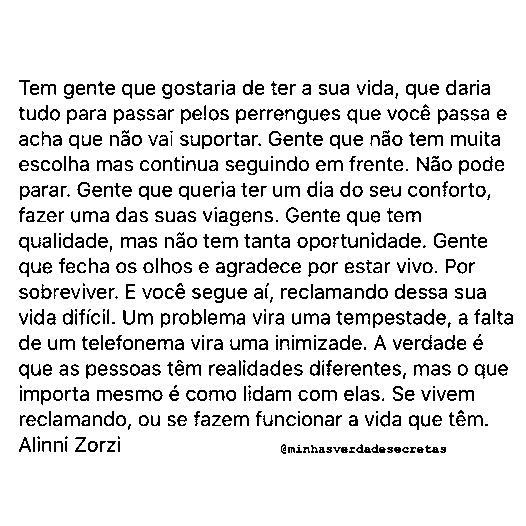 Tem gente que gostaria de ter a sua vida, que daria
tudo para passar pelos perrengues que você passa e
acha que não vai suportar. Gente que não tem muita
escolha mas continua seguindo em frente. Não pode
parar. Gente que queria ter um dia do seu conforto,
fazer uma das suas viagens. Gente que tem
qualidade, mas não tem tanta oportunidade. Gente
que fecha os olhos e agradece por estar vivo. Por
sobreviver. E você segue aí, reclamando dessa sua
vida difícil. Um problema vira uma tempestade, a falta
de um telefonema vira uma inimizade. A verdade é
que as pessoas têm realidades diferentes, mas o que
importa mesmo é como lidam com elas. Se vivem
reclamando, ou se fazem funcionar a vida que têm.
Alinni Zorzi
@minhasverdadesecretas